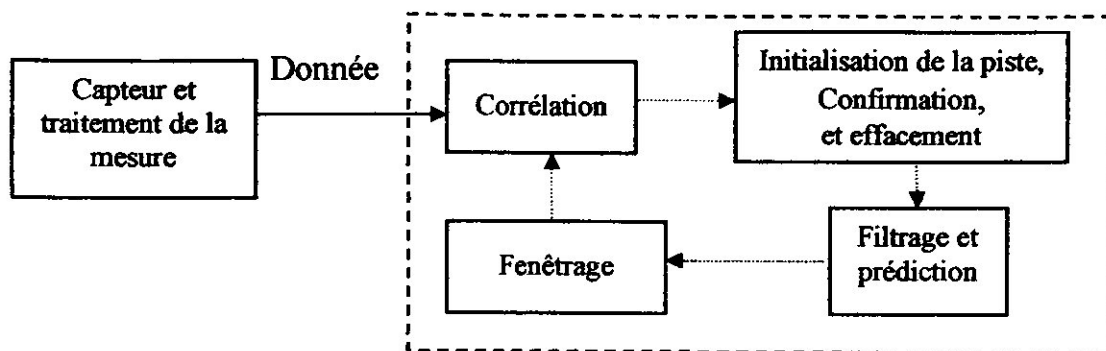 Capteur et
traitement de la
mesure
Donnée
Corrélation
Initialisation de la piste,
Confirmation,
et effacement
Fenêtrage
Filtrage et
prédiction